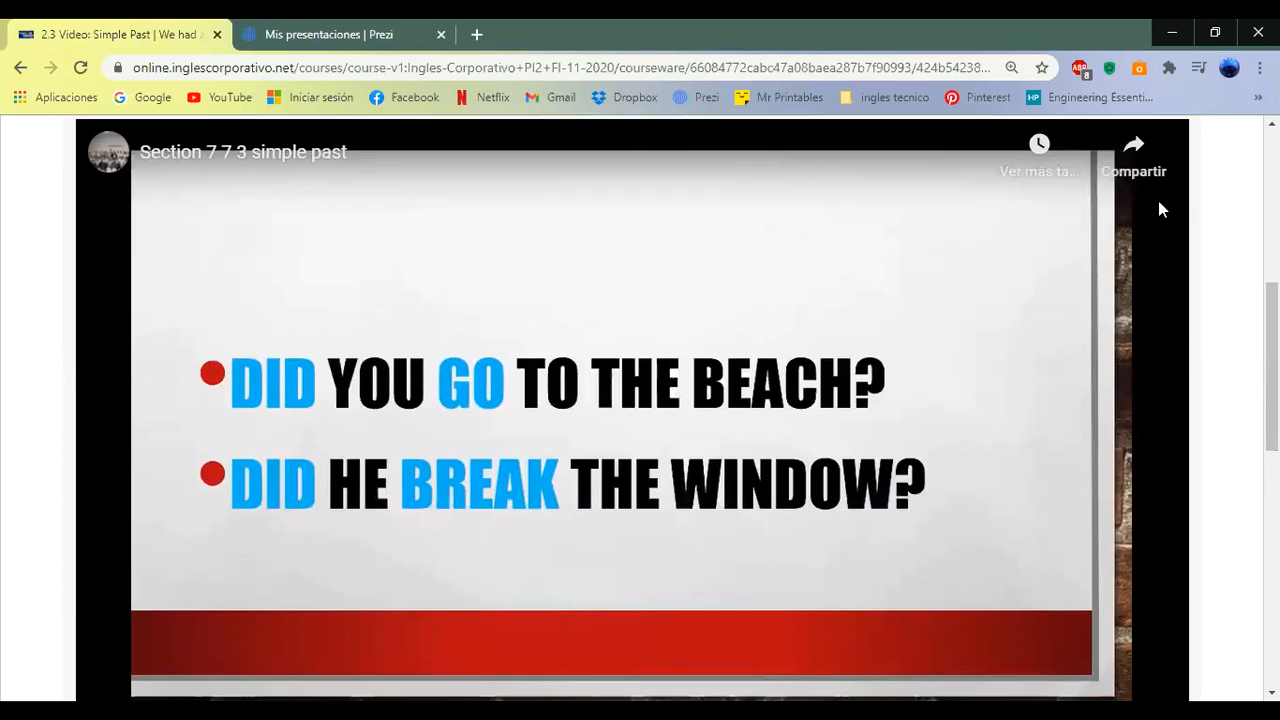 2.3 Video: Simple Past | We had a
Mis presentaciones | Prezi
online.inglescorporativo.net/courses/course-v1:Ingles-Corporativo+PI2+FI-11-2020/courseware/66084772cabc47a08baea287b7f90993/424b54238...
ABP 8
Aplicaciones Google YouTube Iniciar sesión Facebook Netflix Gmail Dropbox Prezi Mr Printables ingles tecnico Pinterest HP Engineering Essenti... »
Section 7 7 3 simple past
Ver más ta... Compartir
•DID YOU GO TO THE BEACH?
•DID HE BREAK THE WINDOW?